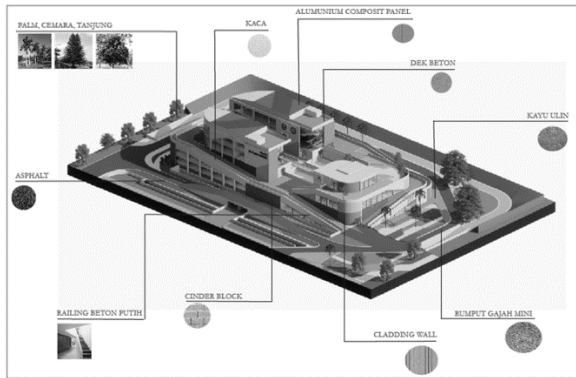 ALUMUNIUM COMPOSIT PANEL
PALM, CEMARA, TANJUNG
KACA
DEK BETON
KAYU ULIN
ASPHALT
CINDER BLOCK
RAILING BETON PUTIH
RUMPUT GAJAH MINI
CLADDING WALL